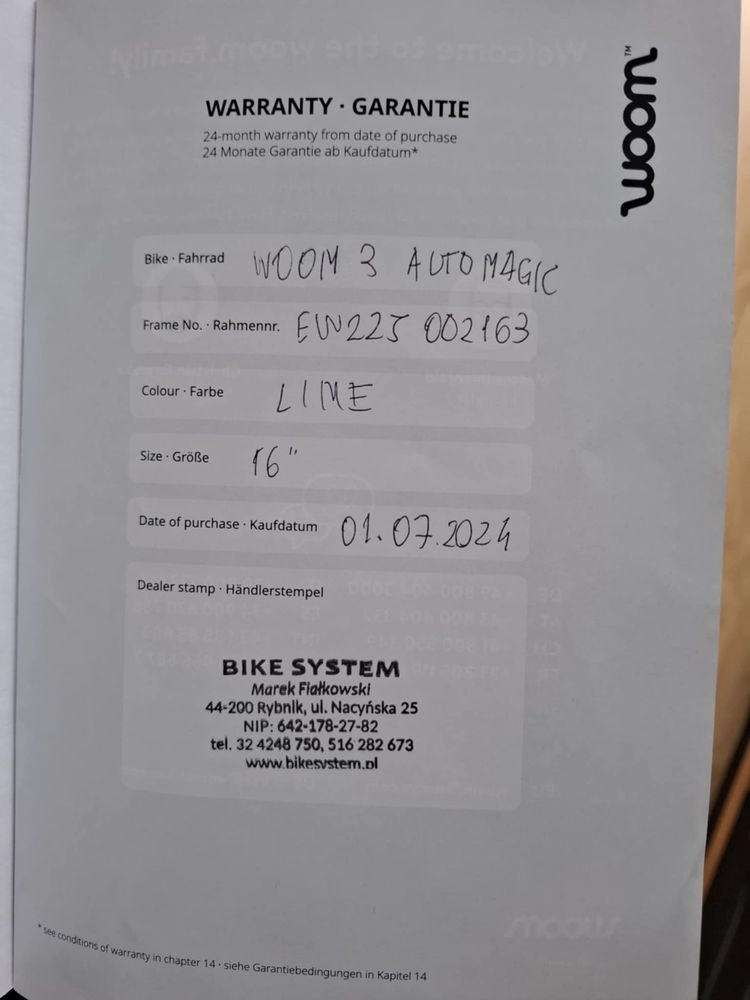 woom™
WARRANTY · GARANTIE
24-month warranty from date of purchase
24 Monate Garantie ab Kaufdatum*
Bike · Fahrrad WOOM 3 AUTOMAGIC
Frame No. · Rahmennr. EW225 002163
Colour · Farbe LIME
Size · Größe 16"
Date of purchase · Kaufdatum 01.07.2024
Dealer stamp · Händlerstempel
BIKE SYSTEM
Marek Fiałkowski
44-200 Rybnik, ul. Nacyńska 25
NIP: 642-178-27-82
tel. 32 4248 750, 516 282 673
www.bikesystem.pl
* see conditions of warranty in chapter 14 · siehe Garantiebedingungen in Kapitel 14